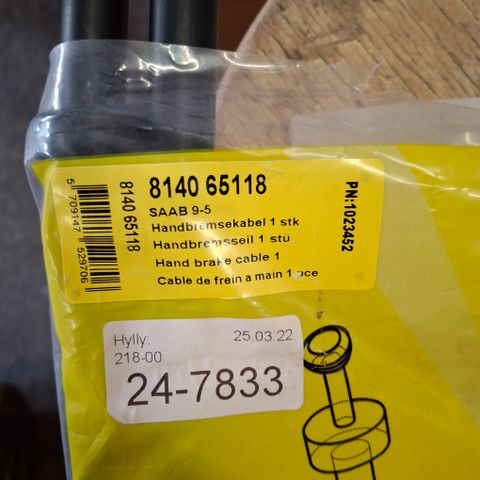 8140 65118
SAAB 9-5
Handbremsekabel 1 stk
Handbremsseil 1 stü
Hand brake cable 1
Cable de frein a main 1 pce
8140 65118
5 709147 529706
PN:1023452
Hylly: 25.03.22
218-00
24-7833